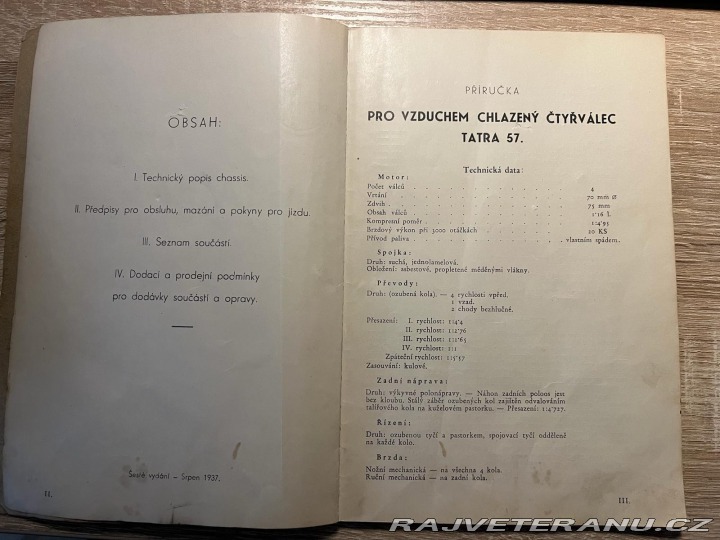 OBSAH:
I. Technický popis chassis.
II. Předpisy pro obsluhu, mazání a pokyny pro jízdu.
III. Seznam součástí.
IV. Dodací a prodejní podmínky
pro dodávky součástí a opravy.
Šesté vydání – Srpen 1937.
II.
PŘÍRUČKA
PRO VZDUCHEM CHLAZENÝ ČTYŘVÁLEC
TATRA 57.
Technická data:
Motor:
Počet válců . . . . . . . . . . 4
Vrtání . . . . . . . . . . 70 mm Ø
Zdvih . . . . . . . . . . 75 mm
Obsah válců . . . . . . . . . . 1˙16 l.
Kompresní poměr . . . . . . . . . . 1:4˙95
Brzdový výkon při 3000 otáčkách . . . . . . 20 KS
Přívod paliva . . . . . . . . . . vlastním spádem.
Spojka:
Druh: suchá, jednolamelová.
Obložení: asbestové, propletené měděnými vlákny.
Převody:
Druh: (ozubená kola). — 4 rychlosti vpřed.
1 vzad.
2 chody bezhlučné.
Přesazení: I. rychlost: 1:4˙4
II. rychlost: 1:2˙76
III. rychlost: 1:1˙65
IV. rychlost: 1:1
Zpáteční rychlost: 1:5˙57
Zasouvání: kulové.
Zadní náprava:
Druh: výkyvné polonápravy. — Náhon zadních poloos jest
bez kloubu. Stálý záběr ozubených kol zajištěn odvalováním
talířového kola na kuželovém pastorku. — Přesazení: 1:4˙727.
Řízení:
Druh: ozubenou tyčí a pastorkem, spojovací tyč odděleně
na každé kolo.
Brzda:
Nožní mechanická — na všechna 4 kola.
Ruční mechanická — na zadní kola.
III.
RAJVETERANU.CZ